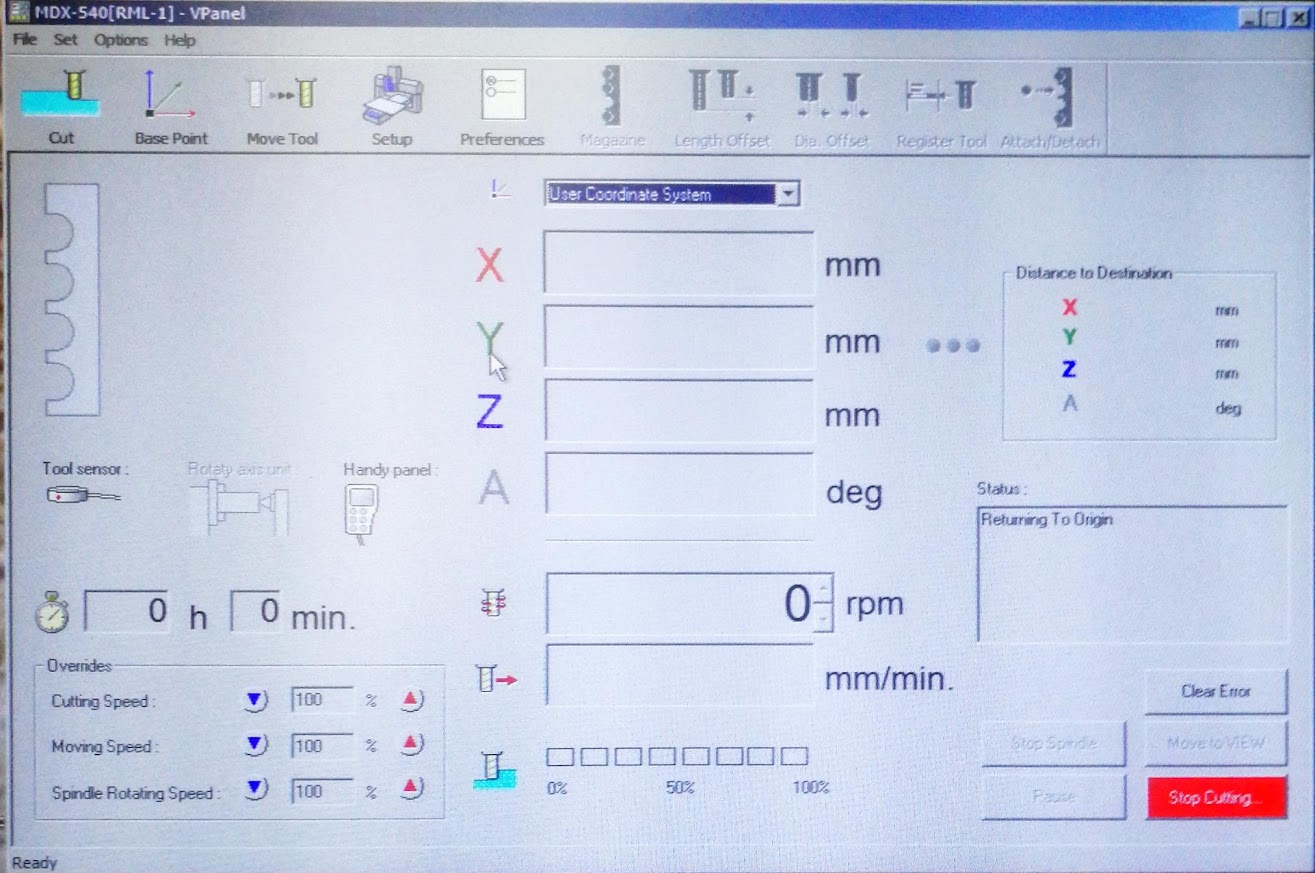 MDX-540[RML-1] - VPanel
File Set Options Help
Cut Base Point Move Tool Setup Preferences Magazine Length Offset Dia. Offset Register Tool Attach/Detach
User Coordinate System
X mm
Y mm
Z mm
A deg
Distance to Destination
X mm
Y mm
Z mm
A deg
Tool sensor : Rotaty axis unit : Handy panel :
Status :
Returning To Origin
0 h 0 min.
0 rpm
mm/min.
Overrides
Cutting Speed : 100 %
Moving Speed : 100 %
Spindle Rotating Speed : 100 %
0% 50% 100%
Clear Error
Stop Spindle Move to VIEW
Pause Stop Cutting...
Ready